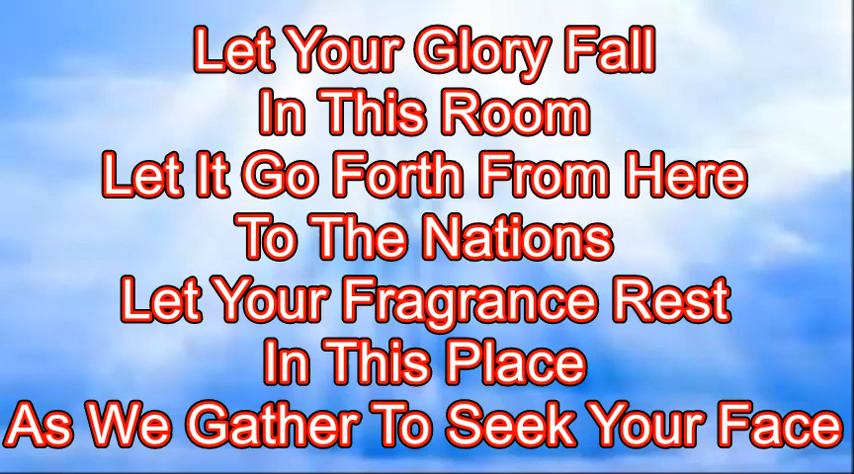 Let Your Glory Fall
In This Room
Let It Go Forth From Here
To The Nations
Let Your Fragrance Rest
In This Place
As We Gather To Seek Your Face